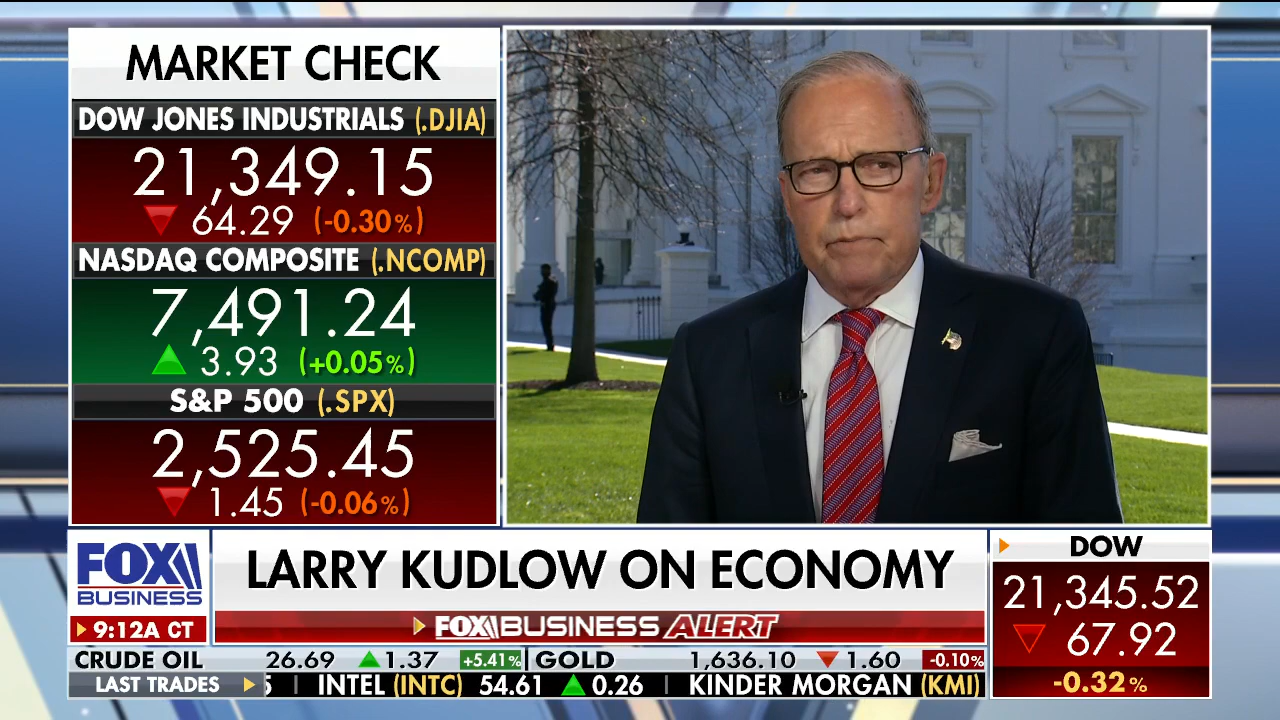 MARKET CHECK
DOW JONES INDUSTRIALS (.DJIA)
21,349.15
64.29 (-0.30%)
NASDAQ COMPOSITE (.NCOMP)
7,491.24
3.93 (+0.05%)
S&P 500 (.SPX)
2,525.45
1.45 (-0.06%)
FOX
BUSINESS
9:12A CT
LARRY KUDLOW ON ECONOMY
FOX BUSINESS ALERT
DOW
21,345.52
67.92
-0.32%
CRUDE OIL 26.69 1.37 +5.41% GOLD 1,636.10 1.60 -0.10%
LAST TRADES INTEL (INTC) 54.61 0.26 KINDER MORGAN (KMI)